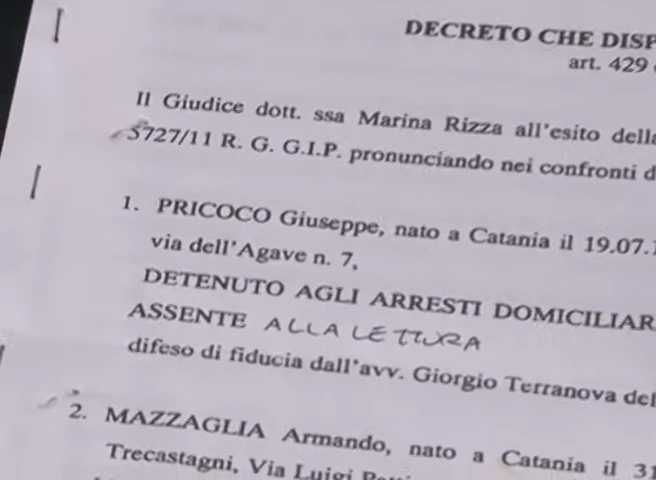 DECRETO CHE DISP
art. 429
Il Giudice dott. ssa Marina Rizza all'esito della
5727/11 R. G. G.I.P. pronunciando nei confronti d
1. PRICOCO Giuseppe, nato a Catania il 19.07.1
via dell'Agave n. 7,
DETENUTO AGLI ARRESTI DOMICILIAR
ASSENTE ALLA LETTURA
difeso di fiducia dall'avv. Giorgio Terranova del
2. MAZZAGLIA Armando, nato a Catania il 31
Trecastagni, Via Luigi